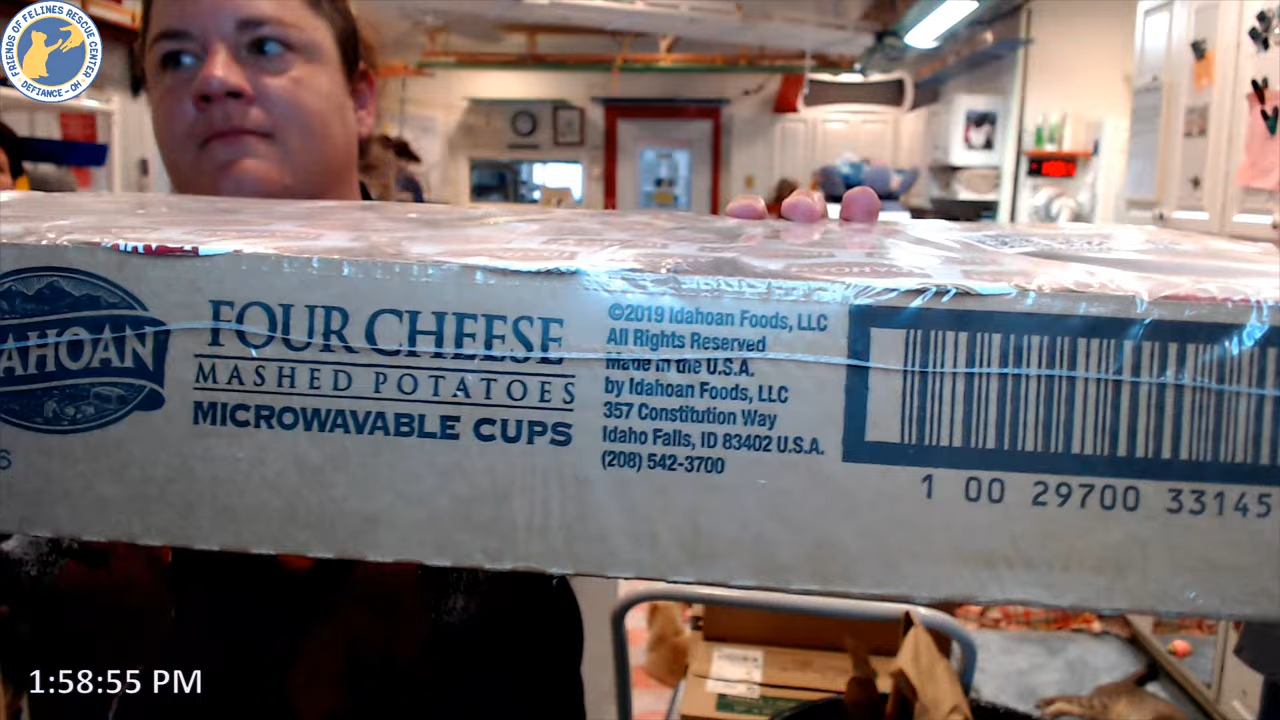 FRIENDS OF FELINES RESCUE CENTER
DEFIANCE - OH
AHOAN
FOUR CHEESE
MASHED POTATOES
MICROWAVABLE CUPS
©2019 Idahoan Foods, LLC
All Rights Reserved
Made in the U.S.A.
by Idahoan Foods, LLC
357 Constitution Way
Idaho Falls, ID 83402 U.S.A.
(208) 542-3700
1 00 29700 33145
1:58:55 PM